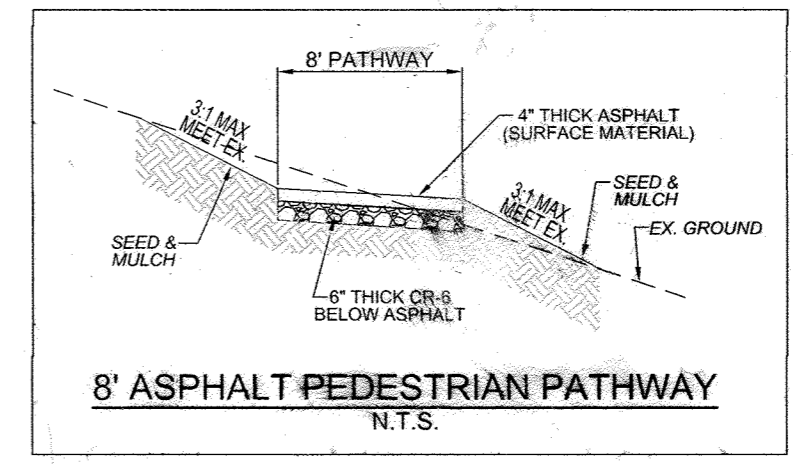 8' PATHWAY
3:1 MAX
MEET EX.
4" THICK ASPHALT
(SURFACE MATERIAL)
3:1 MAX
MEET EX.
SEED &
MULCH
SEED &
MULCH
EX. GROUND
6" THICK CR-6
BELOW ASPHALT
8' ASPHALT PEDESTRIAN PATHWAY
N.T.S.